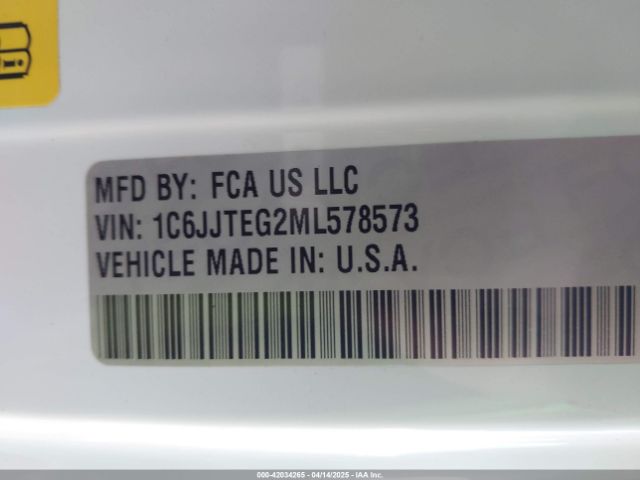 MFD BY: FCA US LLC
VIN: 1C6JJTEG2ML578573
VEHICLE MADE IN: U.S.A.
000-42034265 - 04/14/2025 - IAA Inc.